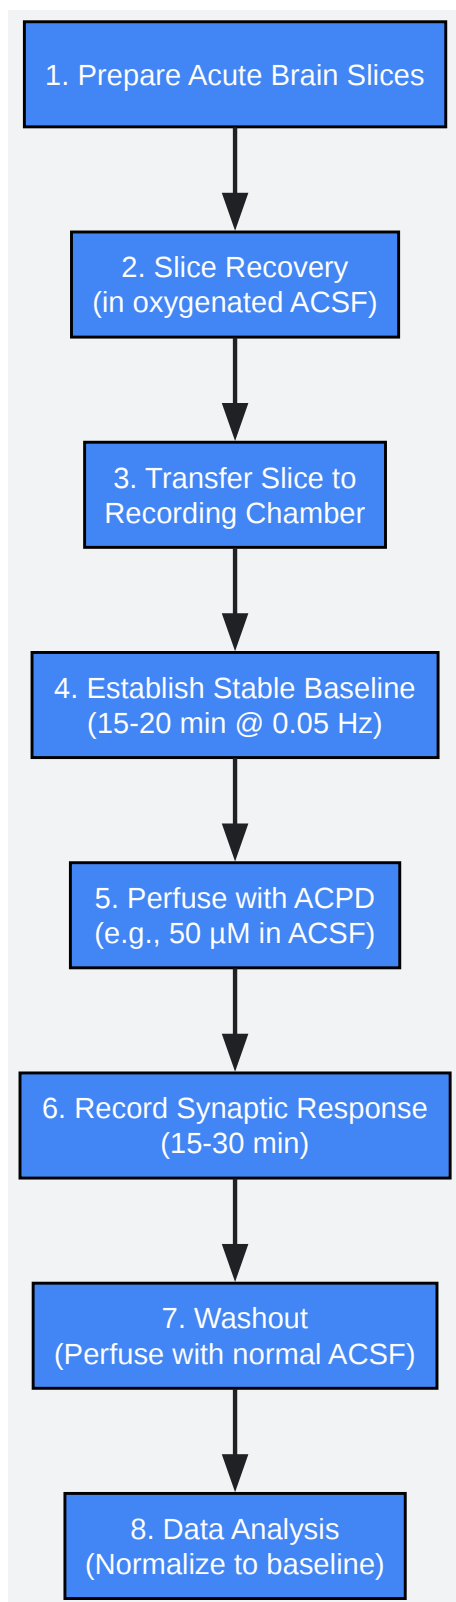 1. Prepare Acute Brain Slices
2. Slice Recovery
(in oxygenated ACSF)
3. Transfer Slice to
Recording Chamber
4. Establish Stable Baseline
(15-20 min @ 0.05 Hz)
5. Perfuse with ACPD
(e.g., 50 µM in ACSF)
6. Record Synaptic Response
(15-30 min)
7. Washout
(Perfuse with normal ACSF)
8. Data Analysis
(Normalize to baseline)